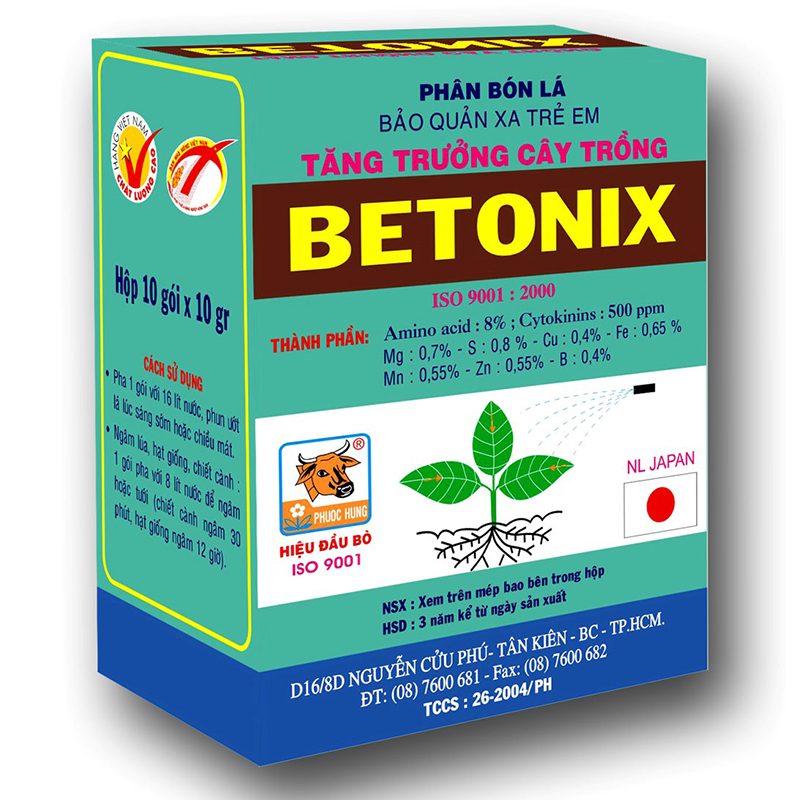 BETONIX
TĂNG TRƯỞNG CÂY TRỒNG
PHÂN BÓN LÁ
BẢO QUẢN XA TRẺ EM
TĂNG TRƯỞNG CÂY TRỒNG
BETONIX
ISO 9001 : 2000
THÀNH PHẦN: Amino acid : 8% ; Cytokinins : 500 ppm
Mg : 0,7% - S : 0,8 % - Cu : 0,4% - Fe : 0,65 %
Mn : 0,55% - Zn : 0,55% - B : 0,4%
NL JAPAN
®
PHUOC HUNG
HIỆU ĐẦU BÒ
ISO 9001
NSX : Xem trên mép bao bên trong hộp
HSD : 3 năm kể từ ngày sản xuất
D16/8D NGUYỄN CỬU PHÚ- TÂN KIÊN - BC - TP.HCM.
ĐT: (08) 7600 681 - Fax: (08) 7600 682
TCCS : 26-2004/PH
HÀNG VIỆT NAM
CHẤT LƯỢNG CAO
Hộp 10 gói x 10 gr
CÁCH SỬ DỤNG
• Pha 1 gói với 16 lít nước, phun ướt
lá lúc sáng sớm hoặc chiều mát.
• Ngâm lúa, hạt giống, chiết cành :
1 gói pha với 8 lít nước để ngâm
hoặc tưới (chiết cành ngâm 30
phút, hạt giống ngâm 12 giờ).